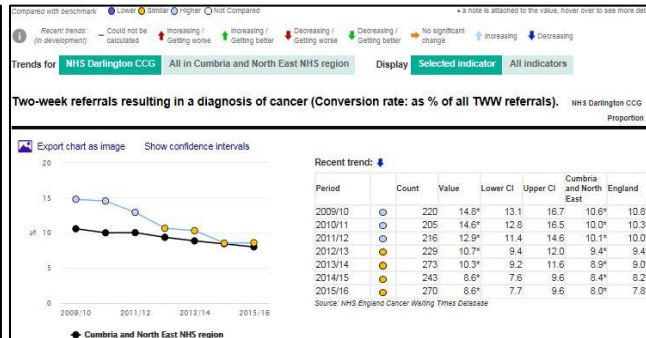 Compared with benchmark Lower Similar Higher Not Compared * a note is attached to the value, hover over to see more det
Recent trends: (in development) – Could not be calculated Increasing / Getting worse Increasing / Getting better Decreasing / Getting worse Decreasing / Getting better No significant change Increasing Decreasing
Trends for NHS Darlington CCG All in Cumbria and North East NHS region Display Selected indicator All indicators
Two-week referrals resulting in a diagnosis of cancer (Conversion rate: as % of all TWW referrals). NHS Darlington CCG
Proportion
Export chart as image Show confidence intervals
20
15
10
5
0
%
2009/10 2011/12 2013/14 2015/16
Cumbria and North East NHS region
Recent trend:
Period Count Value Lower CI Upper CI Cumbria and North East England
2009/10 220 14.8* 13.1 16.7 10.6* 10.8
2010/11 205 14.6* 12.8 16.5 10.0* 10.3
2011/12 216 12.9* 11.4 14.6 10.1* 10.0
2012/13 229 10.7* 9.4 12.0 9.4* 9.4
2013/14 273 10.3* 9.2 11.6 8.9* 9.0
2014/15 243 8.6* 7.6 9.6 8.4* 8.2
2015/16 270 8.6* 7.7 9.6 8.0* 7.8
Source: NHS England Cancer Waiting Times Database